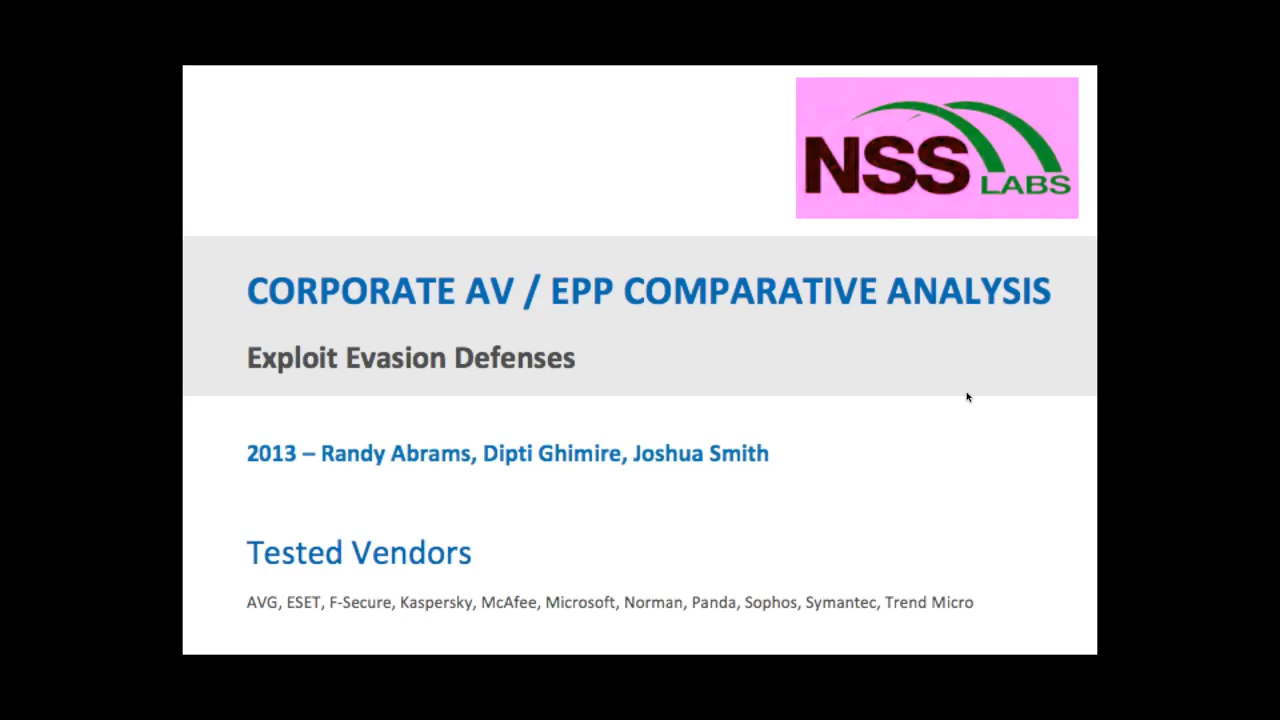 NSS LABS
CORPORATE AV / EPP COMPARATIVE ANALYSIS
Exploit Evasion Defenses
2013 – Randy Abrams, Dipti Ghimire, Joshua Smith
Tested Vendors
AVG, ESET, F-Secure, Kaspersky, McAfee, Microsoft, Norman, Panda, Sophos, Symantec, Trend Micro